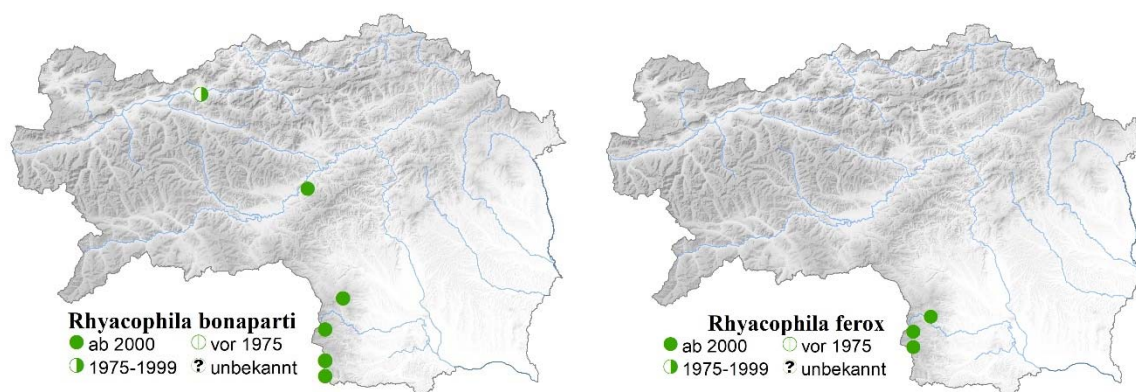 Rhyacophila bonaparti
ab 2000 vor 1975
1975-1999 ? unbekannt
Rhyacophila ferox
ab 2000 vor 1975
1975-1999 ? unbekannt